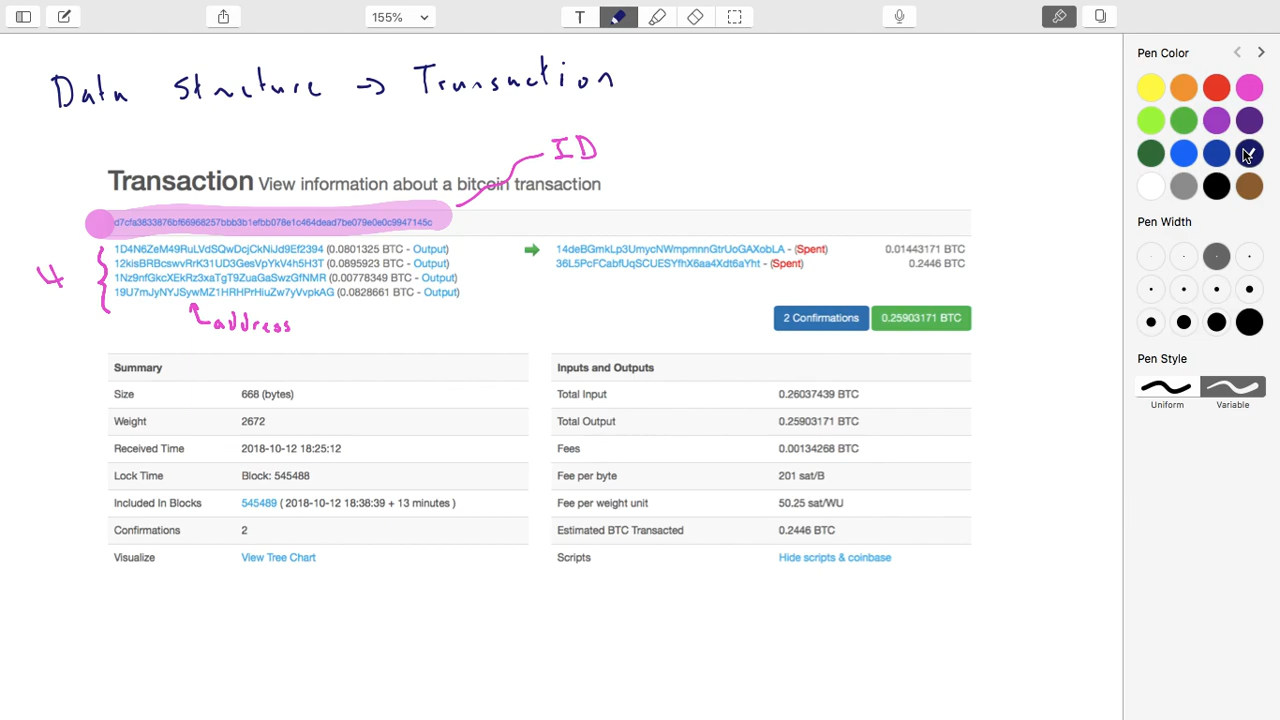 155%
T
Pen Color
Data Structure → Transaction
ID
Transaction View information about a bitcoin transaction
d7cfa3833876bf66968257bbb3b1efbb078e1c464dead7be079e0e0c9947145c
4
1D4N6ZeM49RuLVdSQwDcjCkNiJd9Ef2394 (0.0801325 BTC - Output)
12kisBRBcswvRrK31UD3GesVpYkV4h5H3T (0.0895923 BTC - Output)
1Nz9nfGkcXEkRz3xaTgT9ZuaGaSwzGfNMR (0.00778349 BTC - Output)
19U7mJyNYJSywMZ1HRHPrHiuZw7yVvpkAG (0.0828661 BTC - Output)
14deBGmkLp3UmycNWmpmnnGtrUoGAXobLA - (Spent) 0.01443171 BTC
36L5PcFCabfUqSCUESYfhX6aa4Xdt6aYht - (Spent) 0.2446 BTC
address
2 Confirmations 0.25903171 BTC
Summary
Size 668 (bytes)
Weight 2672
Received Time 2018-10-12 18:25:12
Lock Time Block: 545488
Included In Blocks 545489 ( 2018-10-12 18:38:39 + 13 minutes )
Confirmations 2
Visualize View Tree Chart
Inputs and Outputs
Total Input 0.26037439 BTC
Total Output 0.25903171 BTC
Fees 0.00134268 BTC
Fee per byte 201 sat/B
Fee per weight unit 50.25 sat/WU
Estimated BTC Transacted 0.2446 BTC
Scripts Hide scripts & coinbase
Pen Width
Pen Style
Uniform Variable